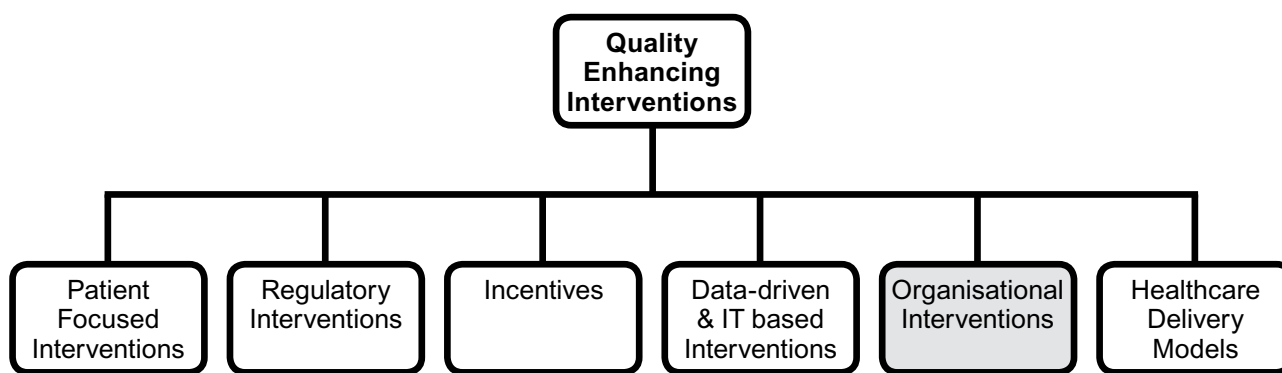 Quality
Enhancing
Interventions
Patient
Focused
Interventions
Regulatory
Interventions
Incentives
Data-driven
& IT based
Interventions
Organisational
Interventions
Healthcare
Delivery
Models